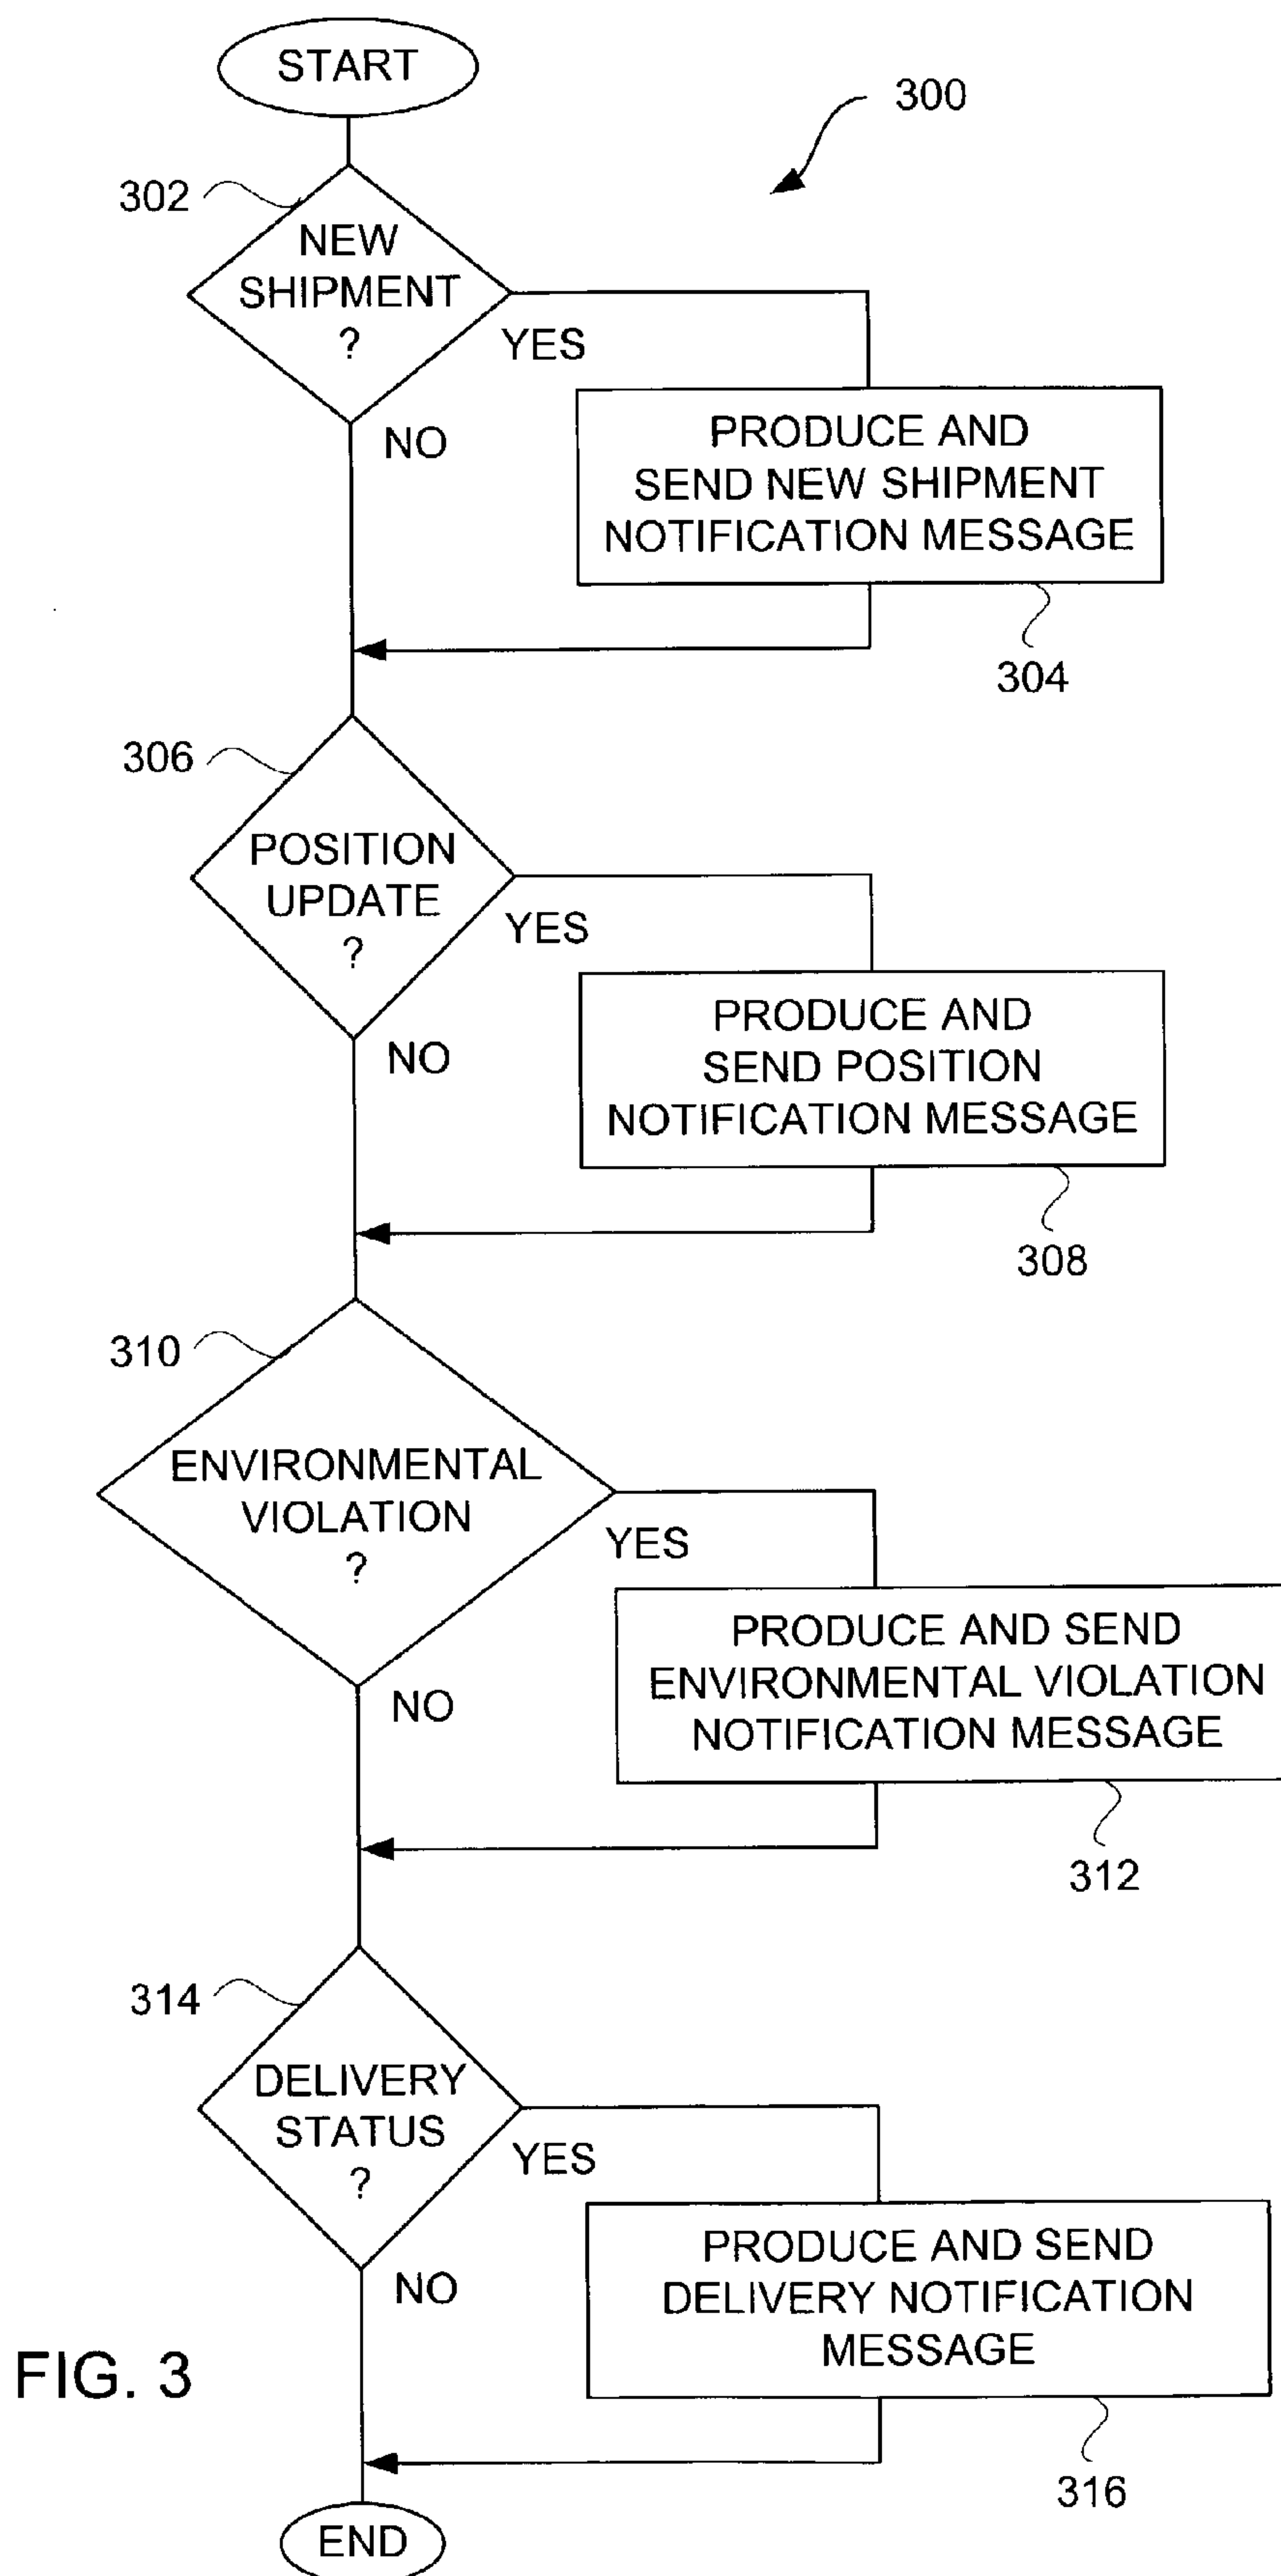 START
300
302
NEW
SHIPMENT
?
YES
NO
PRODUCE AND
SEND NEW SHIPMENT
NOTIFICATION MESSAGE
304
306
POSITION
UPDATE
?
YES
NO
PRODUCE AND
SEND POSITION
NOTIFICATION MESSAGE
308
310
ENVIRONMENTAL
VIOLATION
?
YES
NO
PRODUCE AND SEND
ENVIRONMENTAL VIOLATION
NOTIFICATION MESSAGE
312
314
DELIVERY
STATUS
?
YES
NO
PRODUCE AND SEND
DELIVERY NOTIFICATION
MESSAGE
316
FIG. 3
END